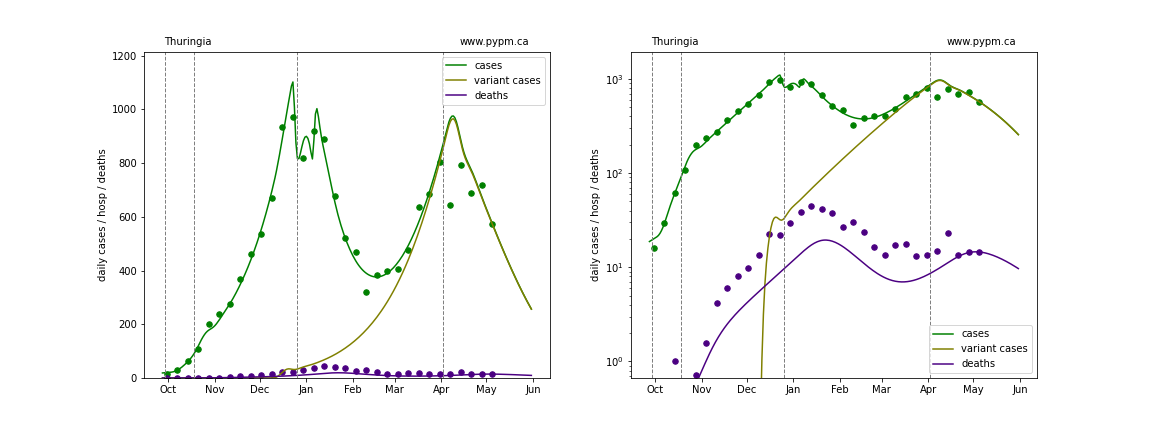 Thuringia
www.pypm.ca
daily cases / hosp / deaths
1200
1000
800
600
400
200
0
Oct Nov Dec Jan Feb Mar Apr May Jun
cases
variant cases
deaths
Thuringia
www.pypm.ca
daily cases / hosp / deaths
10³
10²
10¹
10⁰
Oct Nov Dec Jan Feb Mar Apr May Jun
cases
variant cases
deaths